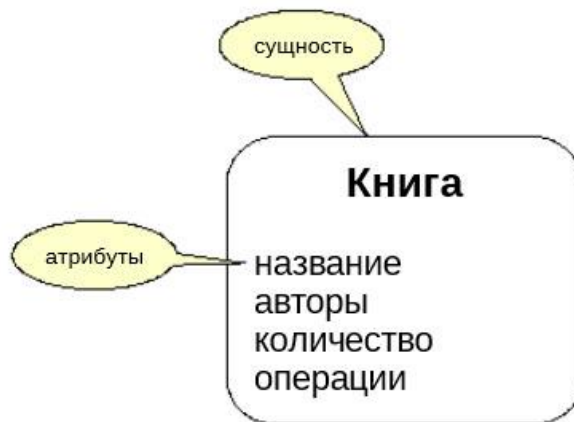 сущность
Книга
атрибуты
название
авторы
количество
операции